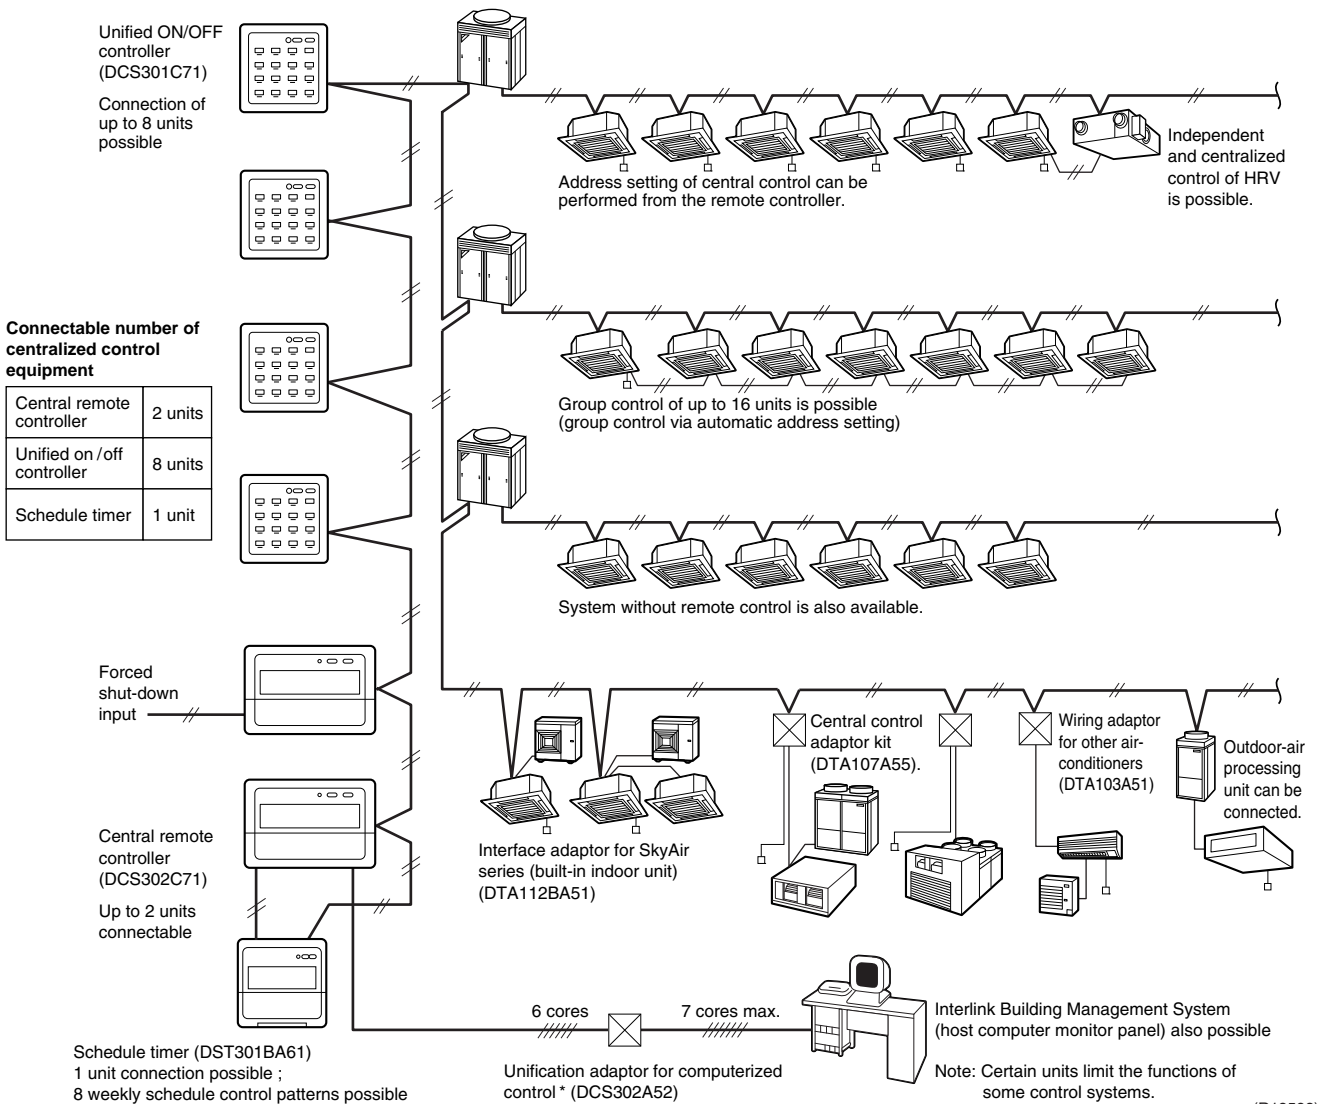 Unified ON/OFF
controller
(DCS301C71)
Connection of
up to 8 units
possible
Independent
and centralized
control of HRV
is possible.
Address setting of central control can be
performed from the remote controller.
Connectable number of
centralized control
equipment
Central remote
controller
2 units
Unified on/off
controller
8 units
Schedule timer
1 unit
Group control of up to 16 units is possible
(group control via automatic address setting)
System without remote control is also available.
Forced
shut-down
input
Central control
adaptor kit
(DTA107A55).
Wiring adaptor
for other air-
conditioners
(DTA103A51)
Outdoor-air
processing
unit can be
connected.
Central remote
controller
(DCS302C71)
Up to 2 units
connectable
Interface adaptor for SkyAir
series (built-in indoor unit)
(DTA112BA51)
6 cores
7 cores max.
Interlink Building Management System
(host computer monitor panel) also possible
Schedule timer (DST301BA61)
1 unit connection possible ;
8 weekly schedule control patterns possible
Unification adaptor for computerized
control * (DCS302A52)
Note: Certain units limit the functions of
some control systems.